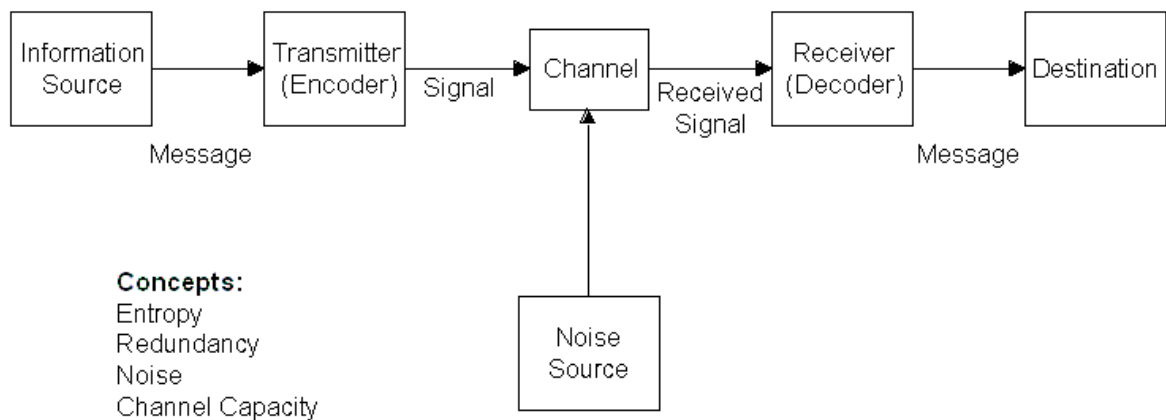 Information
Source
Transmitter
(Encoder)
Channel
Receiver
(Decoder)
Destination
Signal
Received
Signal
Message
Message
Concepts:
Entropy
Redundancy
Noise
Channel Capacity
Noise
Source